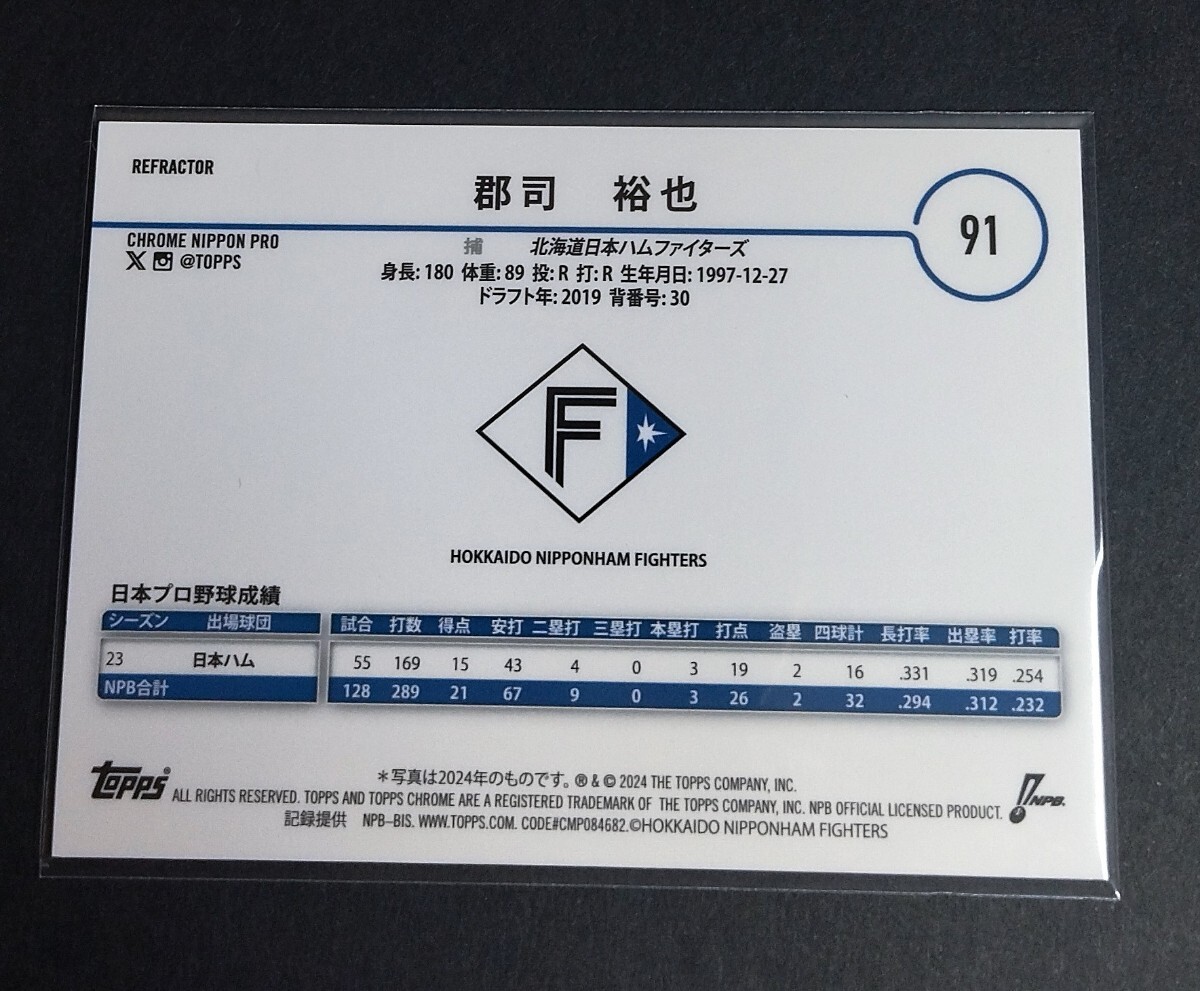 REFRACTOR
郡司 裕也
91
CHROME NIPPON PRO
X @TOPPS
捕 北海道日本ハムファイターズ
身長: 180 体重: 89 投: R 打: R 生年月日: 1997-12-27
ドラフト年: 2019 背番号: 30
F
HOKKAIDO NIPPONHAM FIGHTERS
日本プロ野球成績
シーズン 出場球団 試合 打数 得点 安打 二塁打 三塁打 本塁打 打点 盗塁 四球計 長打率 出塁率 打率
23 日本ハム 55 169 15 43 4 0 3 19 2 16 .331 .319 .254
NPB合計 128 289 21 67 9 0 3 26 2 32 .294 .312 .232
TOPPS®
＊写真は2024年のものです。® & © 2024 THE TOPPS COMPANY, INC.
ALL RIGHTS RESERVED. TOPPS AND TOPPS CHROME ARE A REGISTERED TRADEMARK OF THE TOPPS COMPANY, INC. NPB OFFICIAL LICENSED PRODUCT.
記録提供 NPB-BIS. WWW.TOPPS.COM. CODE#CMP084682.©HOKKAIDO NIPPONHAM FIGHTERS
NPB.